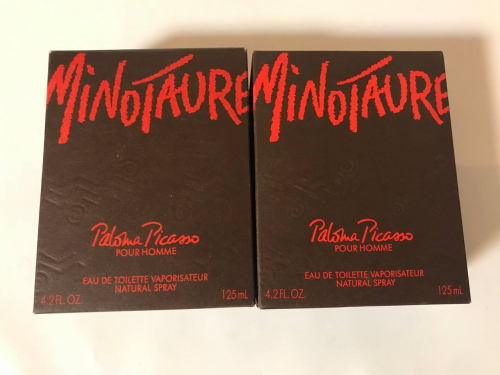 MINOTAURE
Paloma Picasso
POUR HOMME
EAU DE TOILETTE VAPORISATEUR
NATURAL SPRAY
4.2 FL. OZ. 125 mL
MINOTAURE
Paloma Picasso
POUR HOMME
EAU DE TOILETTE VAPORISATEUR
NATURAL SPRAY
4.2 FL. OZ. 125 mL